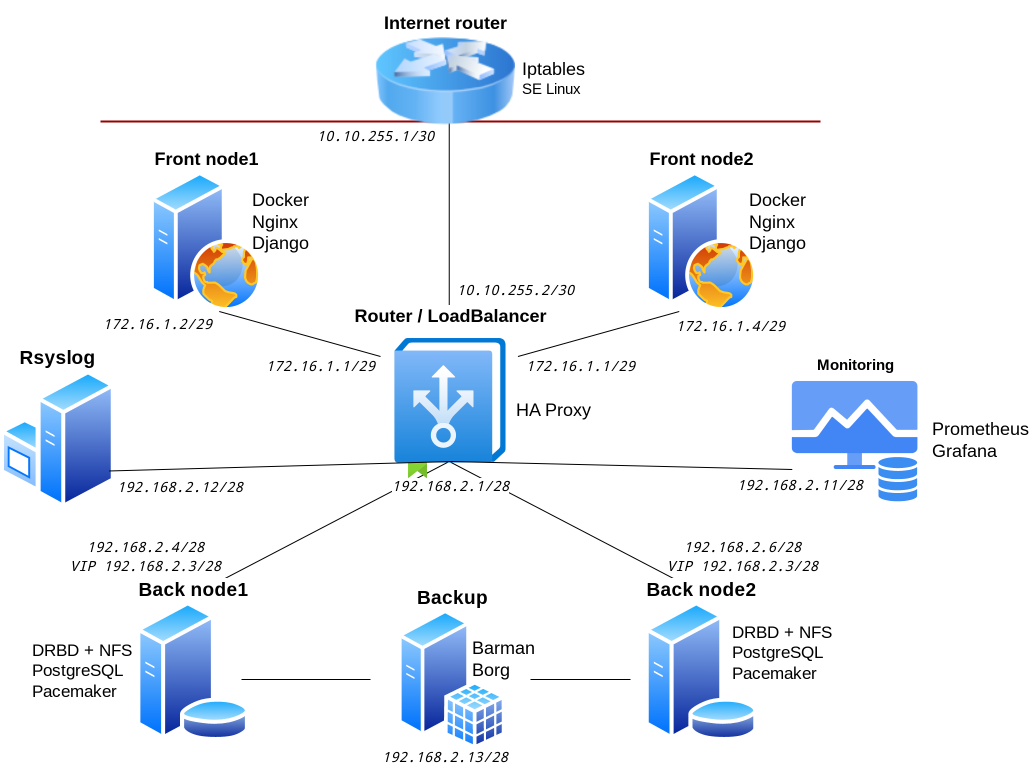 Internet router
Iptables
SE Linux
10.10.255.1/30
Front node1
Docker
Nginx
Django
172.16.1.2/29
Front node2
Docker
Nginx
Django
172.16.1.4/29
10.10.255.2/30
Router / LoadBalancer
172.16.1.1/29
172.16.1.1/29
HA Proxy
Rsyslog
192.168.2.12/28
192.168.2.1/28
Monitoring
Prometheus
Grafana
192.168.2.11/28
192.168.2.4/28
VIP 192.168.2.3/28
Back node1
DRBD + NFS
PostgreSQL
Pacemaker
Backup
Barman
Borg
192.168.2.13/28
192.168.2.6/28
VIP 192.168.2.3/28
Back node2
DRBD + NFS
PostgreSQL
Pacemaker